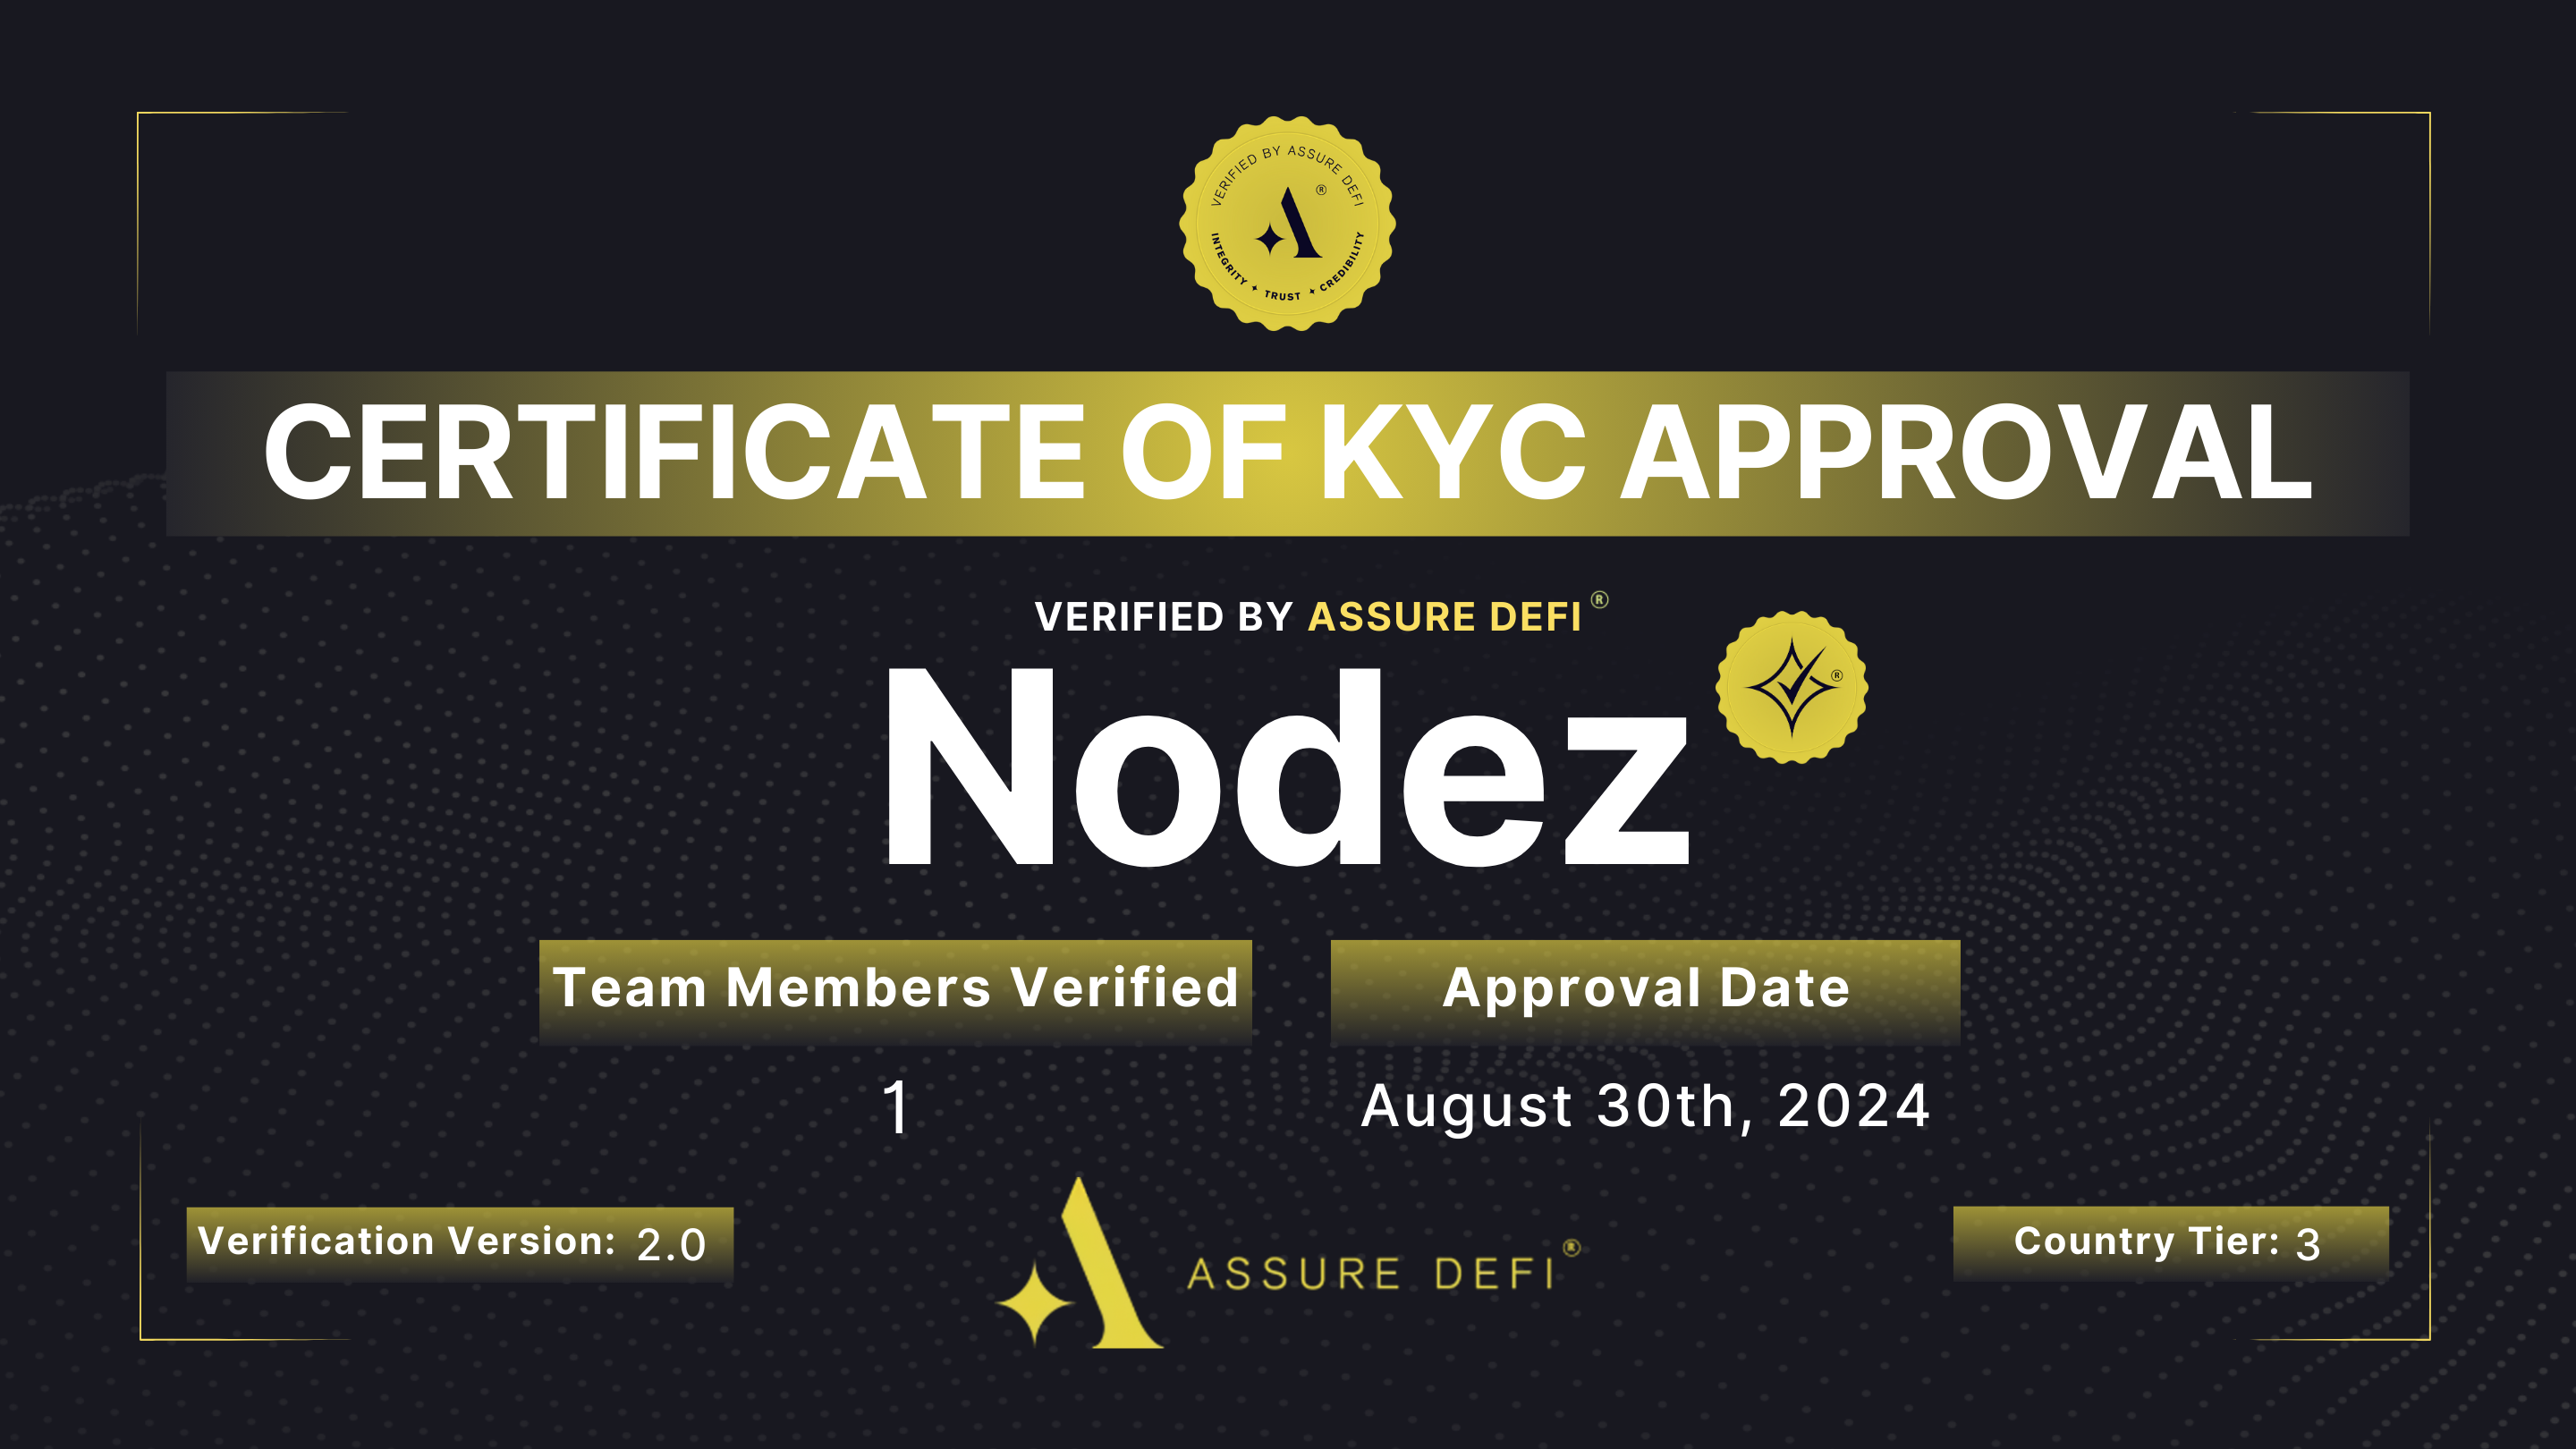 VERIFIED BY ASSURE DEFI
A ®
INTEGRITY ✦ TRUST ✦ CREDIBILITY
CERTIFICATE OF KYC APPROVAL
VERIFIED BY ASSURE DEFI ®
Nodez
®
Team Members Verified
1
Approval Date
August 30th, 2024
Verification Version: 2.0
ASSURE DEFI ®
Country Tier: 3